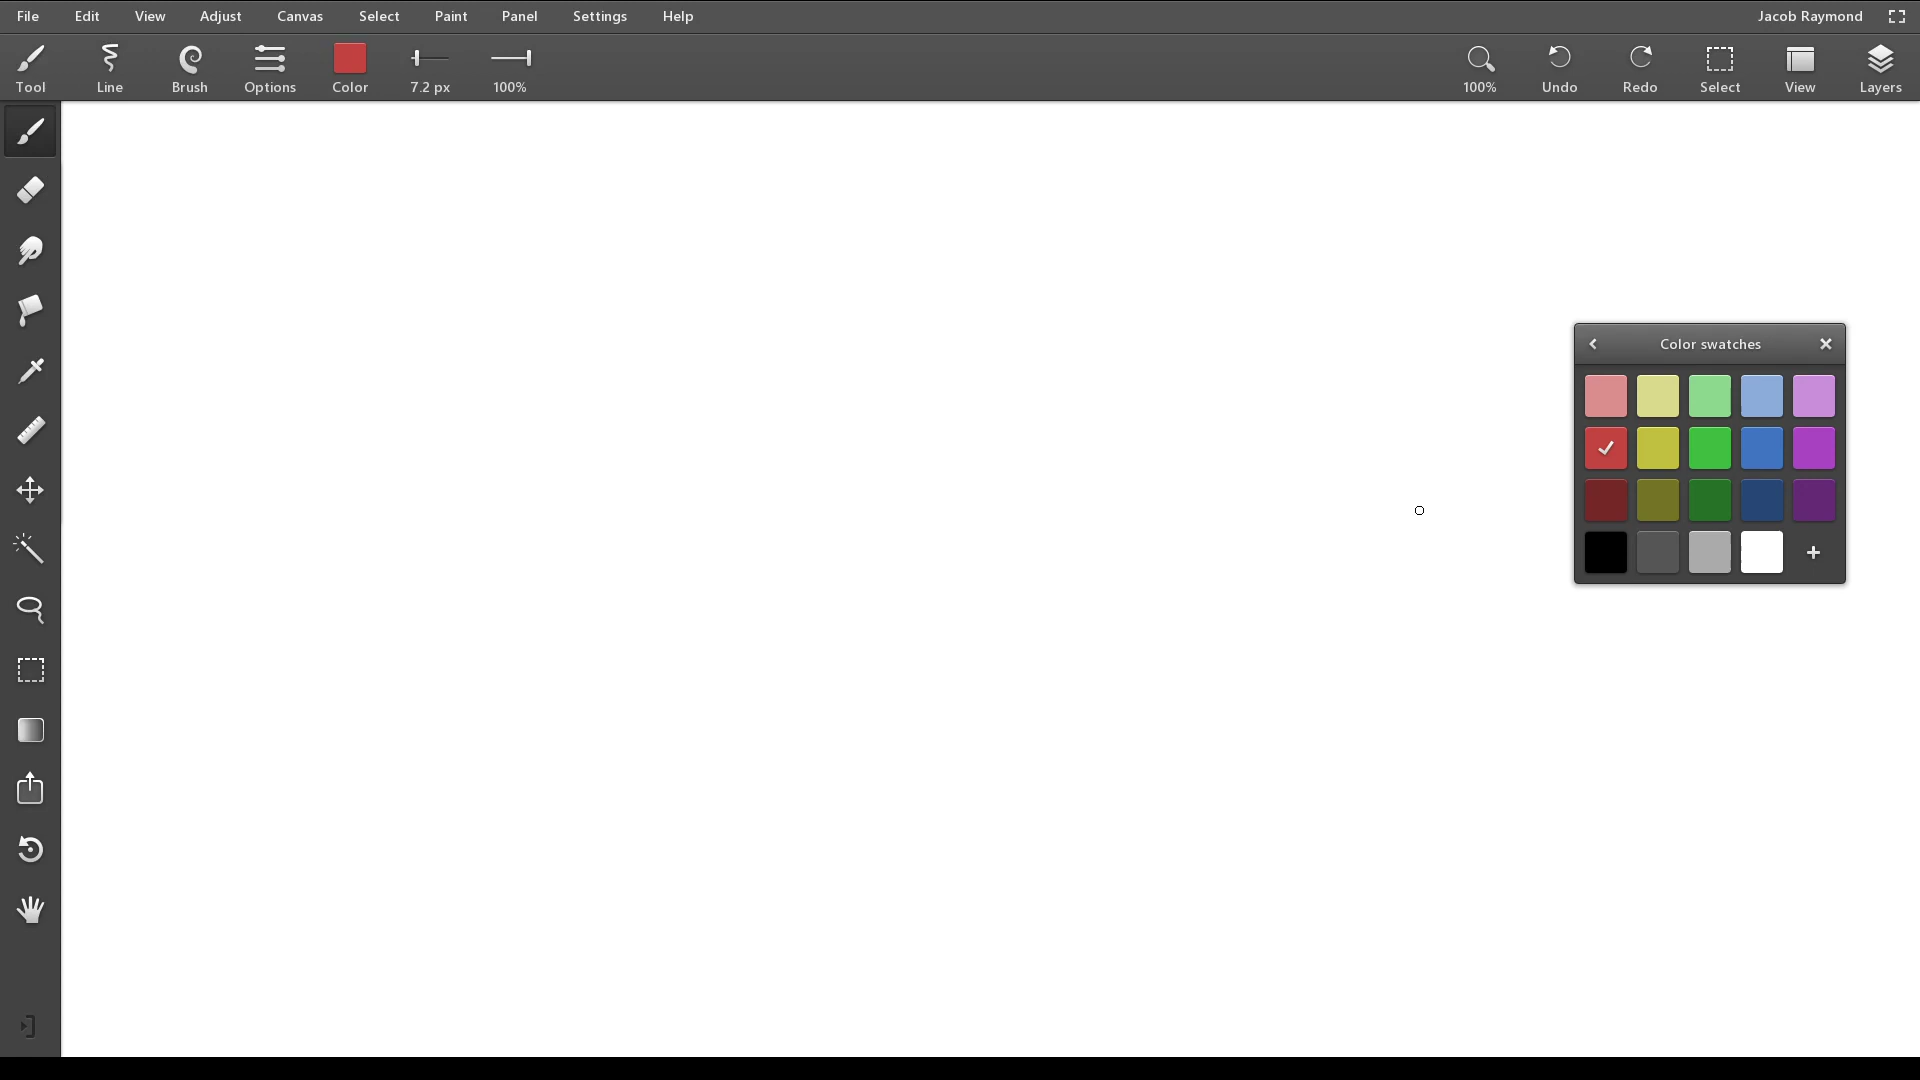 File Edit View Adjust Canvas Select Paint Panel Settings Help Jacob Raymond
Tool Line Brush Options Color 7.2 px 100% 100% Undo Redo Select View Layers
Color swatches